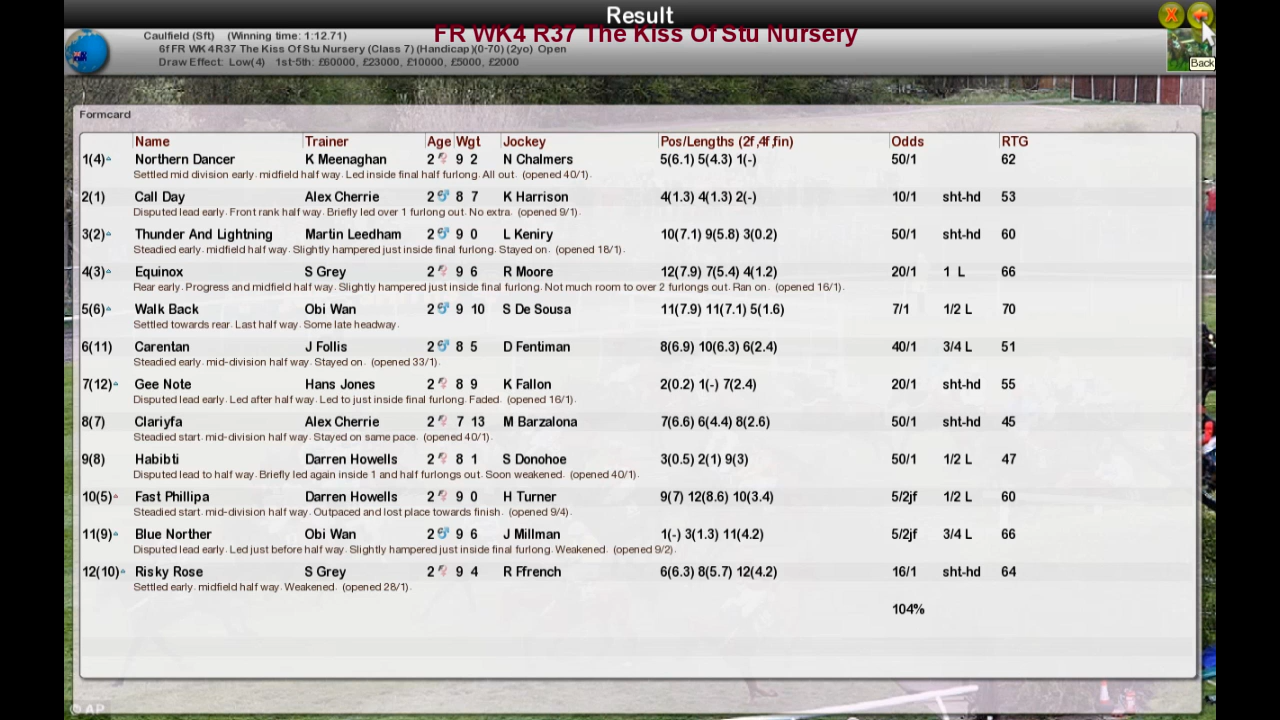 Result
FR WK4 R37 The Kiss Of Stu Nursery
Caulfield (Sft) (Winning time: 1:12.71)
6f FR WK4 R37 The Kiss Of Stu Nursery (Class 7) (Handicap)(0-70) (2yo) Open
Draw Effect: Low(4) 1st-5th: £60000, £23000, £10000, £5000, £2000
Back
Formcard
Name Trainer Age Wgt Jockey Pos/Lengths (2f,4f,fin) Odds RTG
1(4) Northern Dancer K Meenaghan 2 9 2 N Chalmers 5(6.1) 5(4.3) 1(-) 50/1 62
Settled mid division early. midfield half way. Led inside final half furlong. All out. (opened 40/1).
2(1) Call Day Alex Cherrie 2 8 7 K Harrison 4(1.3) 4(1.3) 2(-) 10/1 sht-hd 53
Disputed lead early. Front rank half way. Briefly led over 1 furlong out. No extra. (opened 9/1).
3(2) Thunder And Lightning Martin Leedham 2 9 0 L Keniry 10(7.1) 9(5.8) 3(0.2) 50/1 sht-hd 60
Steadied early. midfield half way. Slightly hampered just inside final furlong. Stayed on. (opened 18/1).
4(3) Equinox S Grey 2 9 6 R Moore 12(7.9) 7(5.4) 4(1.2) 20/1 1 L 66
Rear early. Progress and midfield half way. Slightly hampered just inside final furlong. Not much room to over 2 furlongs out. Ran on. (opened 16/1).
5(6) Walk Back Obi Wan 2 9 10 S De Sousa 11(7.9) 11(7.1) 5(1.6) 7/1 1/2 L 70
Settled towards rear. Last half way. Some late headway.
6(11) Carentan J Follis 2 8 5 D Fentiman 8(6.9) 10(6.3) 6(2.4) 40/1 3/4 L 51
Steadied early. mid-division half way. Stayed on. (opened 33/1).
7(12) Gee Note Hans Jones 2 8 9 K Fallon 2(0.2) 1(-) 7(2.4) 20/1 sht-hd 55
Disputed lead early. Led after half way. Led to just inside final furlong. Faded. (opened 16/1).
8(7) Clariyfa Alex Cherrie 2 7 13 M Barzalona 7(6.6) 6(4.4) 8(2.6) 50/1 sht-hd 45
Steadied start. mid-division half way. Stayed on same pace. (opened 40/1).
9(8) Habibti Darren Howells 2 8 1 S Donohoe 3(0.5) 2(1) 9(3) 50/1 1/2 L 47
Disputed lead to half way. Briefly led again inside 1 and half furlongs out. Soon weakened. (opened 40/1).
10(5) Fast Phillipa Darren Howells 2 9 0 H Turner 9(7) 12(8.6) 10(3.4) 5/2jf 1/2 L 60
Steadied start. mid-division half way. Outpaced and lost place towards finish. (opened 9/4).
11(9) Blue Norther Obi Wan 2 9 6 J Millman 1(-) 3(1.3) 11(4.2) 5/2jf 3/4 L 66
Disputed lead early. Led just before half way. Slightly hampered just inside final furlong. Weakened. (opened 9/2).
12(10) Risky Rose S Grey 2 9 4 R Ffrench 6(6.3) 8(5.7) 12(4.2) 16/1 sht-hd 64
Settled early. midfield half way. Weakened. (opened 28/1).
104%
© AP